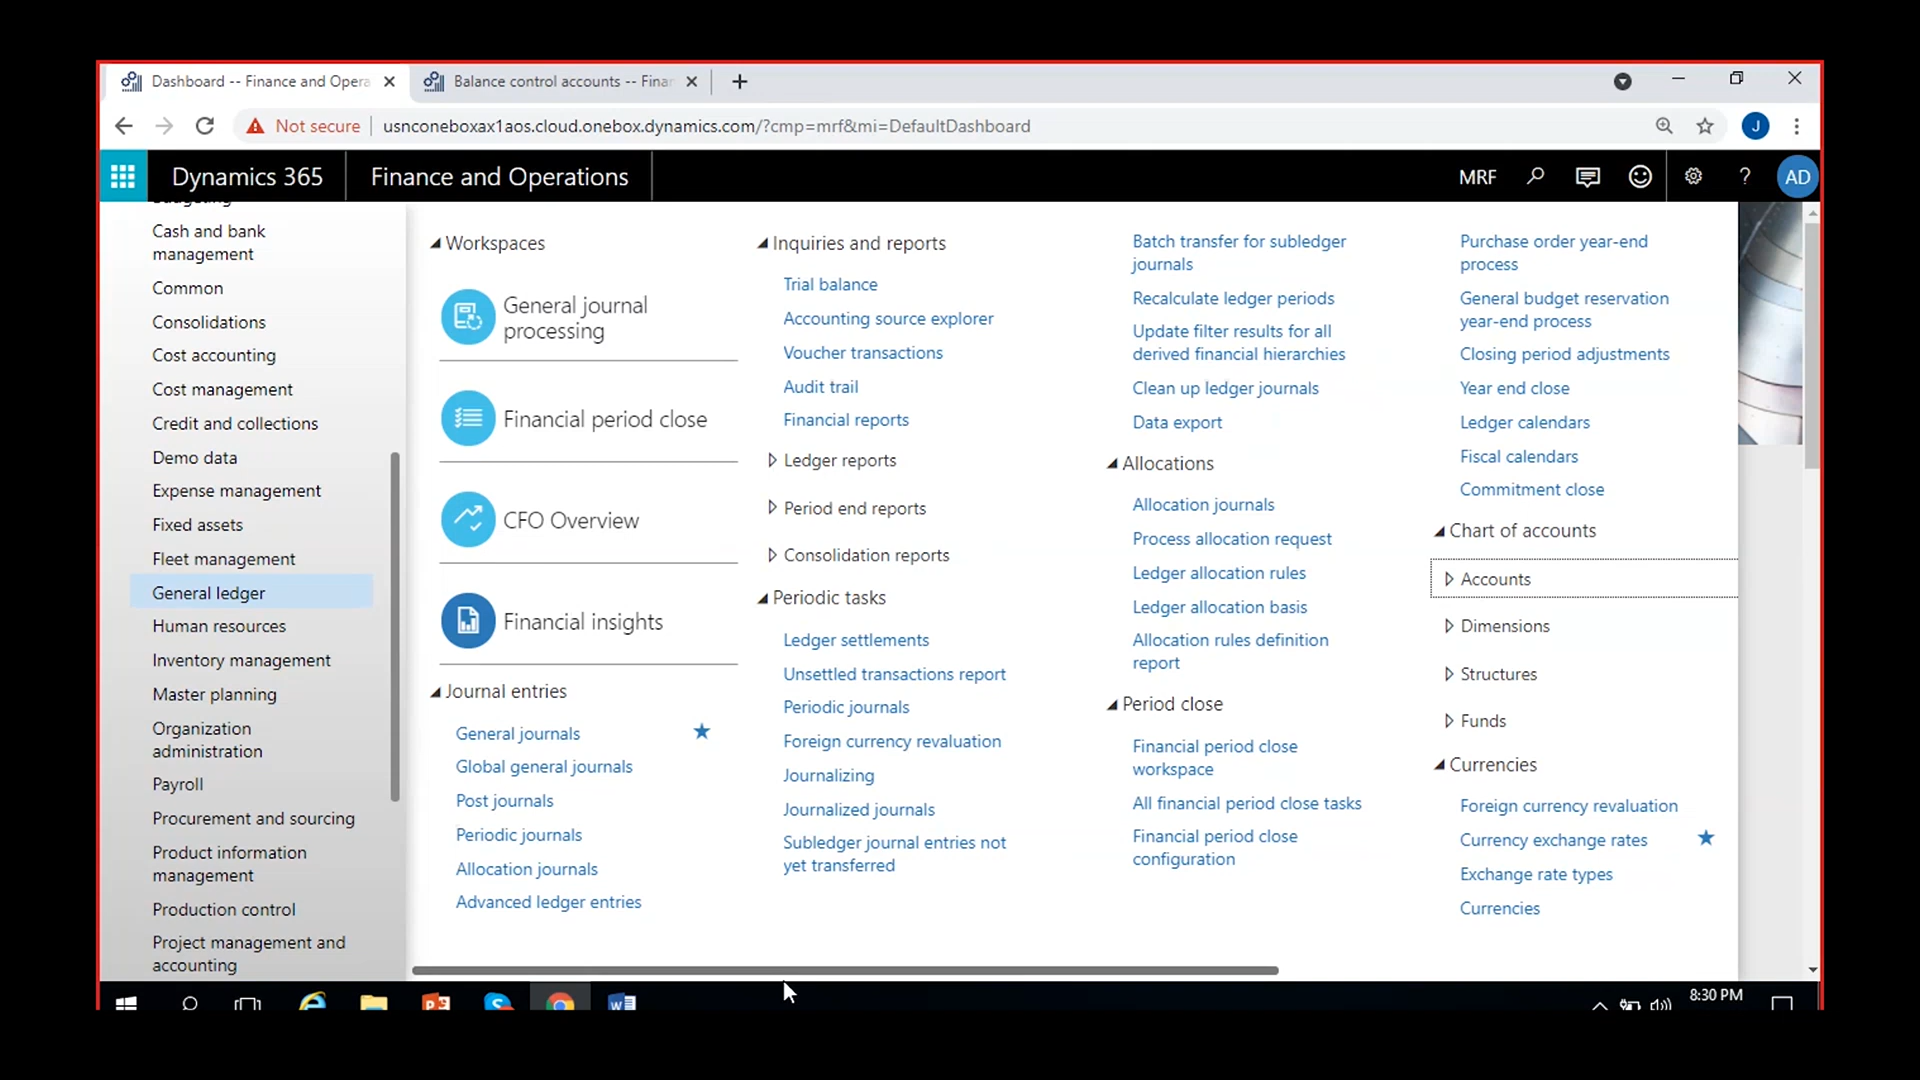 Dashboard -- Finance and Opera
Balance control accounts -- Finan
Not secure
usnconeboxax1aos.cloud.onebox.dynamics.com/?cmp=mrf&mi=DefaultDashboard
J
Dynamics 365
Finance and Operations
MRF
?
AD
Budgeting
Cash and bank
management
Common
Consolidations
Cost accounting
Cost management
Credit and collections
Demo data
Expense management
Fixed assets
Fleet management
General ledger
Human resources
Inventory management
Master planning
Organization
administration
Payroll
Procurement and sourcing
Product information
management
Production control
Project management and
accounting
Workspaces
General journal
processing
Financial period close
CFO Overview
Financial insights
Journal entries
General journals
Global general journals
Post journals
Periodic journals
Allocation journals
Advanced ledger entries
Inquiries and reports
Trial balance
Accounting source explorer
Voucher transactions
Audit trail
Financial reports
Ledger reports
Period end reports
Consolidation reports
Periodic tasks
Ledger settlements
Unsettled transactions report
Periodic journals
Foreign currency revaluation
Journalizing
Journalized journals
Subledger journal entries not
yet transferred
Batch transfer for subledger
journals
Recalculate ledger periods
Update filter results for all
derived financial hierarchies
Clean up ledger journals
Data export
Allocations
Allocation journals
Process allocation request
Ledger allocation rules
Ledger allocation basis
Allocation rules definition
report
Period close
Financial period close
workspace
All financial period close tasks
Financial period close
configuration
Purchase order year-end
process
General budget reservation
year-end process
Closing period adjustments
Year end close
Ledger calendars
Fiscal calendars
Commitment close
Chart of accounts
Accounts
Dimensions
Structures
Funds
Currencies
Foreign currency revaluation
Currency exchange rates
Exchange rate types
Currencies
8:30 PM